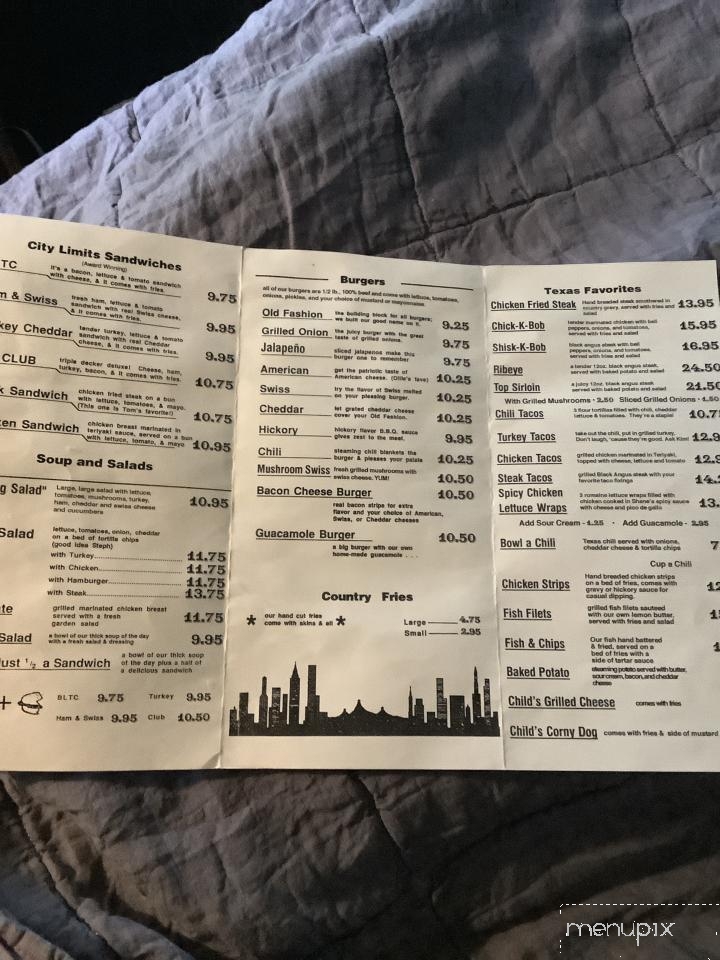 City Limits Sandwiches
(Award Winning)
TC it's a bacon, lettuce & tomato sandwich
with cheese, & it comes with fries. 9.75
m & Swiss fresh ham, lettuce & tomato
sandwich with real Swiss cheese,
& it comes with fries. 9.95
key Cheddar tender turkey, lettuce & tomato
sandwich with real Cheddar
cheese, & it comes with fries. 9.95
CLUB triple decker deluxe! Cheese, ham,
turkey, bacon, & it comes with fries. 10.75
k Sandwich chicken fried steak on a bun
with lettuce, tomatoes, & mayo.
(This one is Tom's favorite!) 10.75
ken Sandwich chicken breast marinated in
teriyaki sauce, served on a bun
with lettuce, tomato, & mayo 10.95
Soup and Salads
g Salad" Large, large salad with lettuce,
tomatoes, mushrooms, turkey,
ham, cheddar and swiss cheese
and cucumbers 10.95
Salad lettuce, tomatoes, onion, cheddar
on a bed of tortilla chips
(good idea Steph)
with Turkey 11.75
with Chicken 11.75
with Hamburger 11.75
with Steak 13.75
ate grilled marinated chicken breast
served with a fresh
garden salad 11.75
Salad a bowl of our thick soup of the day
with a fresh salad & dressing 9.95
ust 1/2 a Sandwich a bowl of our thick soup
of the day plus a half of
a delicious sandwich
+ BLTC 9.75 Turkey 9.95
Ham & Swiss 9.95 Club 10.50
Burgers
all of our burgers are 1/2 lb., 100% beef and come with lettuce, tomatoes,
onions, pickles, and your choice of mustard or mayonnaise.
Old Fashion the building block for all burgers;
we built our good name on it. 9.25
Grilled Onion the juicy burger with the great
taste of grilled onions. 9.75
Jalapeño sliced jalapenos make this
burger one to remember 9.75
American get the patriotic taste of
American cheese. (Ollie's fave) 10.25
Swiss try the flavor of Swiss melted
on your pleasing burger. 10.25
Cheddar let grated cheddar cheese
cover your Old Fashion. 10.25
Hickory hickory flavor B.B.Q. sauce
gives zest to the meat. 9.95
Chili steaming chili blankets the
burger & pleases your palate 10.25
Mushroom Swiss fresh grilled mushrooms with
swiss cheese. YUM! 10.50
Bacon Cheese Burger 10.50
real bacon strips for extra
flavor and your choice of American,
Swiss, or Cheddar cheeses
Guacamole Burger 10.50
a big burger with our own
home-made guacamole . . .
Country Fries
* our hand cut fries
come with skins & all *
Large 4.75
Small 2.95
Texas Favorites
Chicken Fried Steak Hand breaded steak smothered in
country gravy, served with fries and
salad 13.95
Chick-K-Bob tender marinated chicken with bell
peppers, onions, and tomatoes,
served with fries and salad 15.95
Shisk-K-Bob black angus steak with bell
peppers, onions, and tomatoes,
served with fries and salad 16.95
Ribeye a tender 12oz. black angus steak,
served with baked potato and salad 24.50
Top Sirloin a juicy 12oz. black angus steak
served with baked potato and salad 21.50
With Grilled Mushrooms · 2.50 Sliced Grilled Onions · 1.50
Chili Tacos 3 flour tortillas filled with chili, cheddar
lettuce & tomatoes. They're a staple! 10.7
Turkey Tacos take out the chili, put in grilled turkey.
Don't laugh, 'cause they're good. Ask Kim! 12.9
Chicken Tacos grilled chicken marinated in Teriyaki,
topped with cheese, lettuce and tomato 12.9
Steak Tacos grilled Black Angus steak with your
favorite taco fixings 14.
Spicy Chicken
Lettuce Wraps 3 romaine lettuce wraps filled with
chicken cooked in Shane's spicy sauce
with cheese and pico de gallo 13.
Add Sour Cream - 1.25 · Add Guacamole - 2.95
Bowl a Chili Texas chili served with onions,
cheddar cheese & tortilla chips 7
Cup a Chili
Chicken Strips Hand breaded chicken strips
on a bed of fries, comes with
gravy or hickory sauce for
casual dipping. 12
Fish Filets grilled fish filets sauteed
with our own lemon butter,
served with fries and salad
Fish & Chips Our fish hand battered
& fried, served on a
bed of fries with a
side of tartar sauce
Baked Potato steaming potato served with butter,
sour cream, bacon, and cheddar
cheese
Child's Grilled Cheese comes with fries
Child's Corny Dog comes with fries & side of mustard
menupix